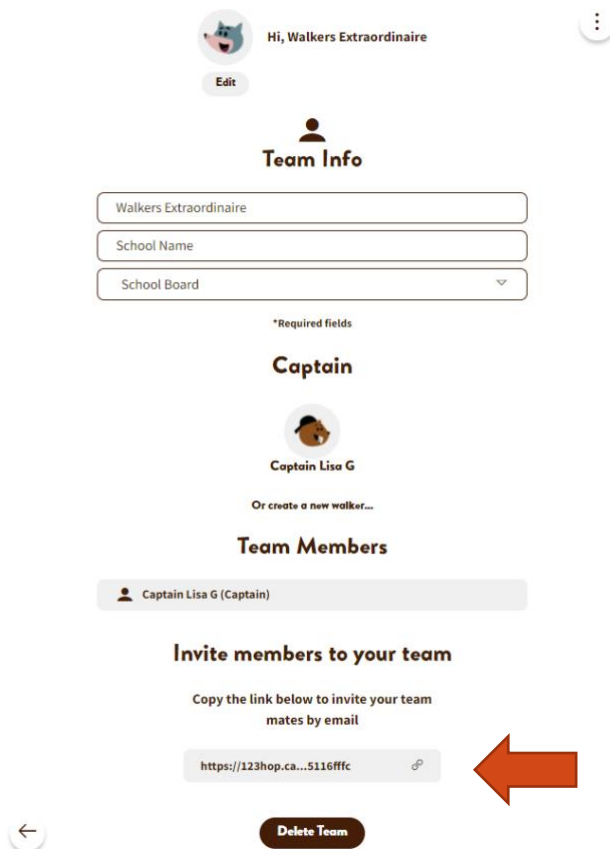 Hi, Walkers Extraordinaire
Edit
Team Info
Walkers Extraordinaire
School Name
School Board
*Required fields
Captain
Captain Lisa G
Or create a new walker...
Team Members
Captain Lisa G (Captain)
Invite members to your team
Copy the link below to invite your team
mates by email
https://123hop.ca...5116fffc
Delete Team